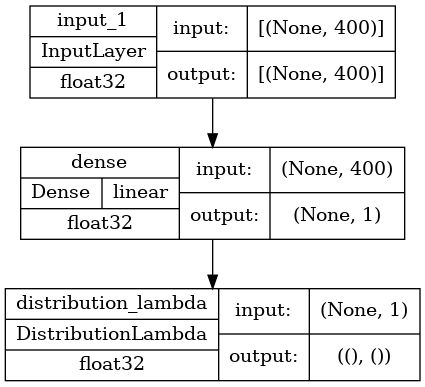 input_1
InputLayer
float32
input:
[(None, 400)]
output:
[(None, 400)]
dense
Dense
linear
float32
input:
(None, 400)
output:
(None, 1)
distribution_lambda
DistributionLambda
float32
input:
(None, 1)
output:
((), ())